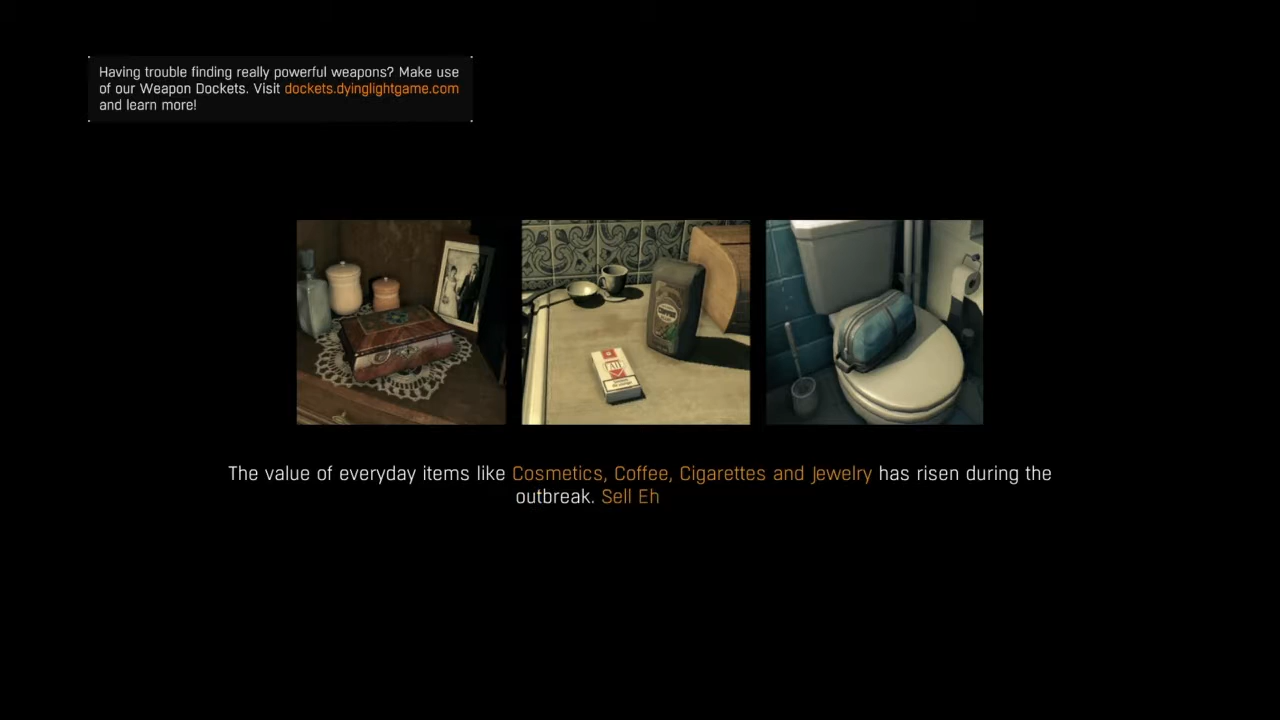 Having trouble finding really powerful weapons? Make use
of our Weapon Dockets. Visit dockets.dyinglightgame.com
and learn more!
The value of everyday items like Cosmetics, Coffee, Cigarettes and Jewelry has risen during the
outbreak. Sell Eh